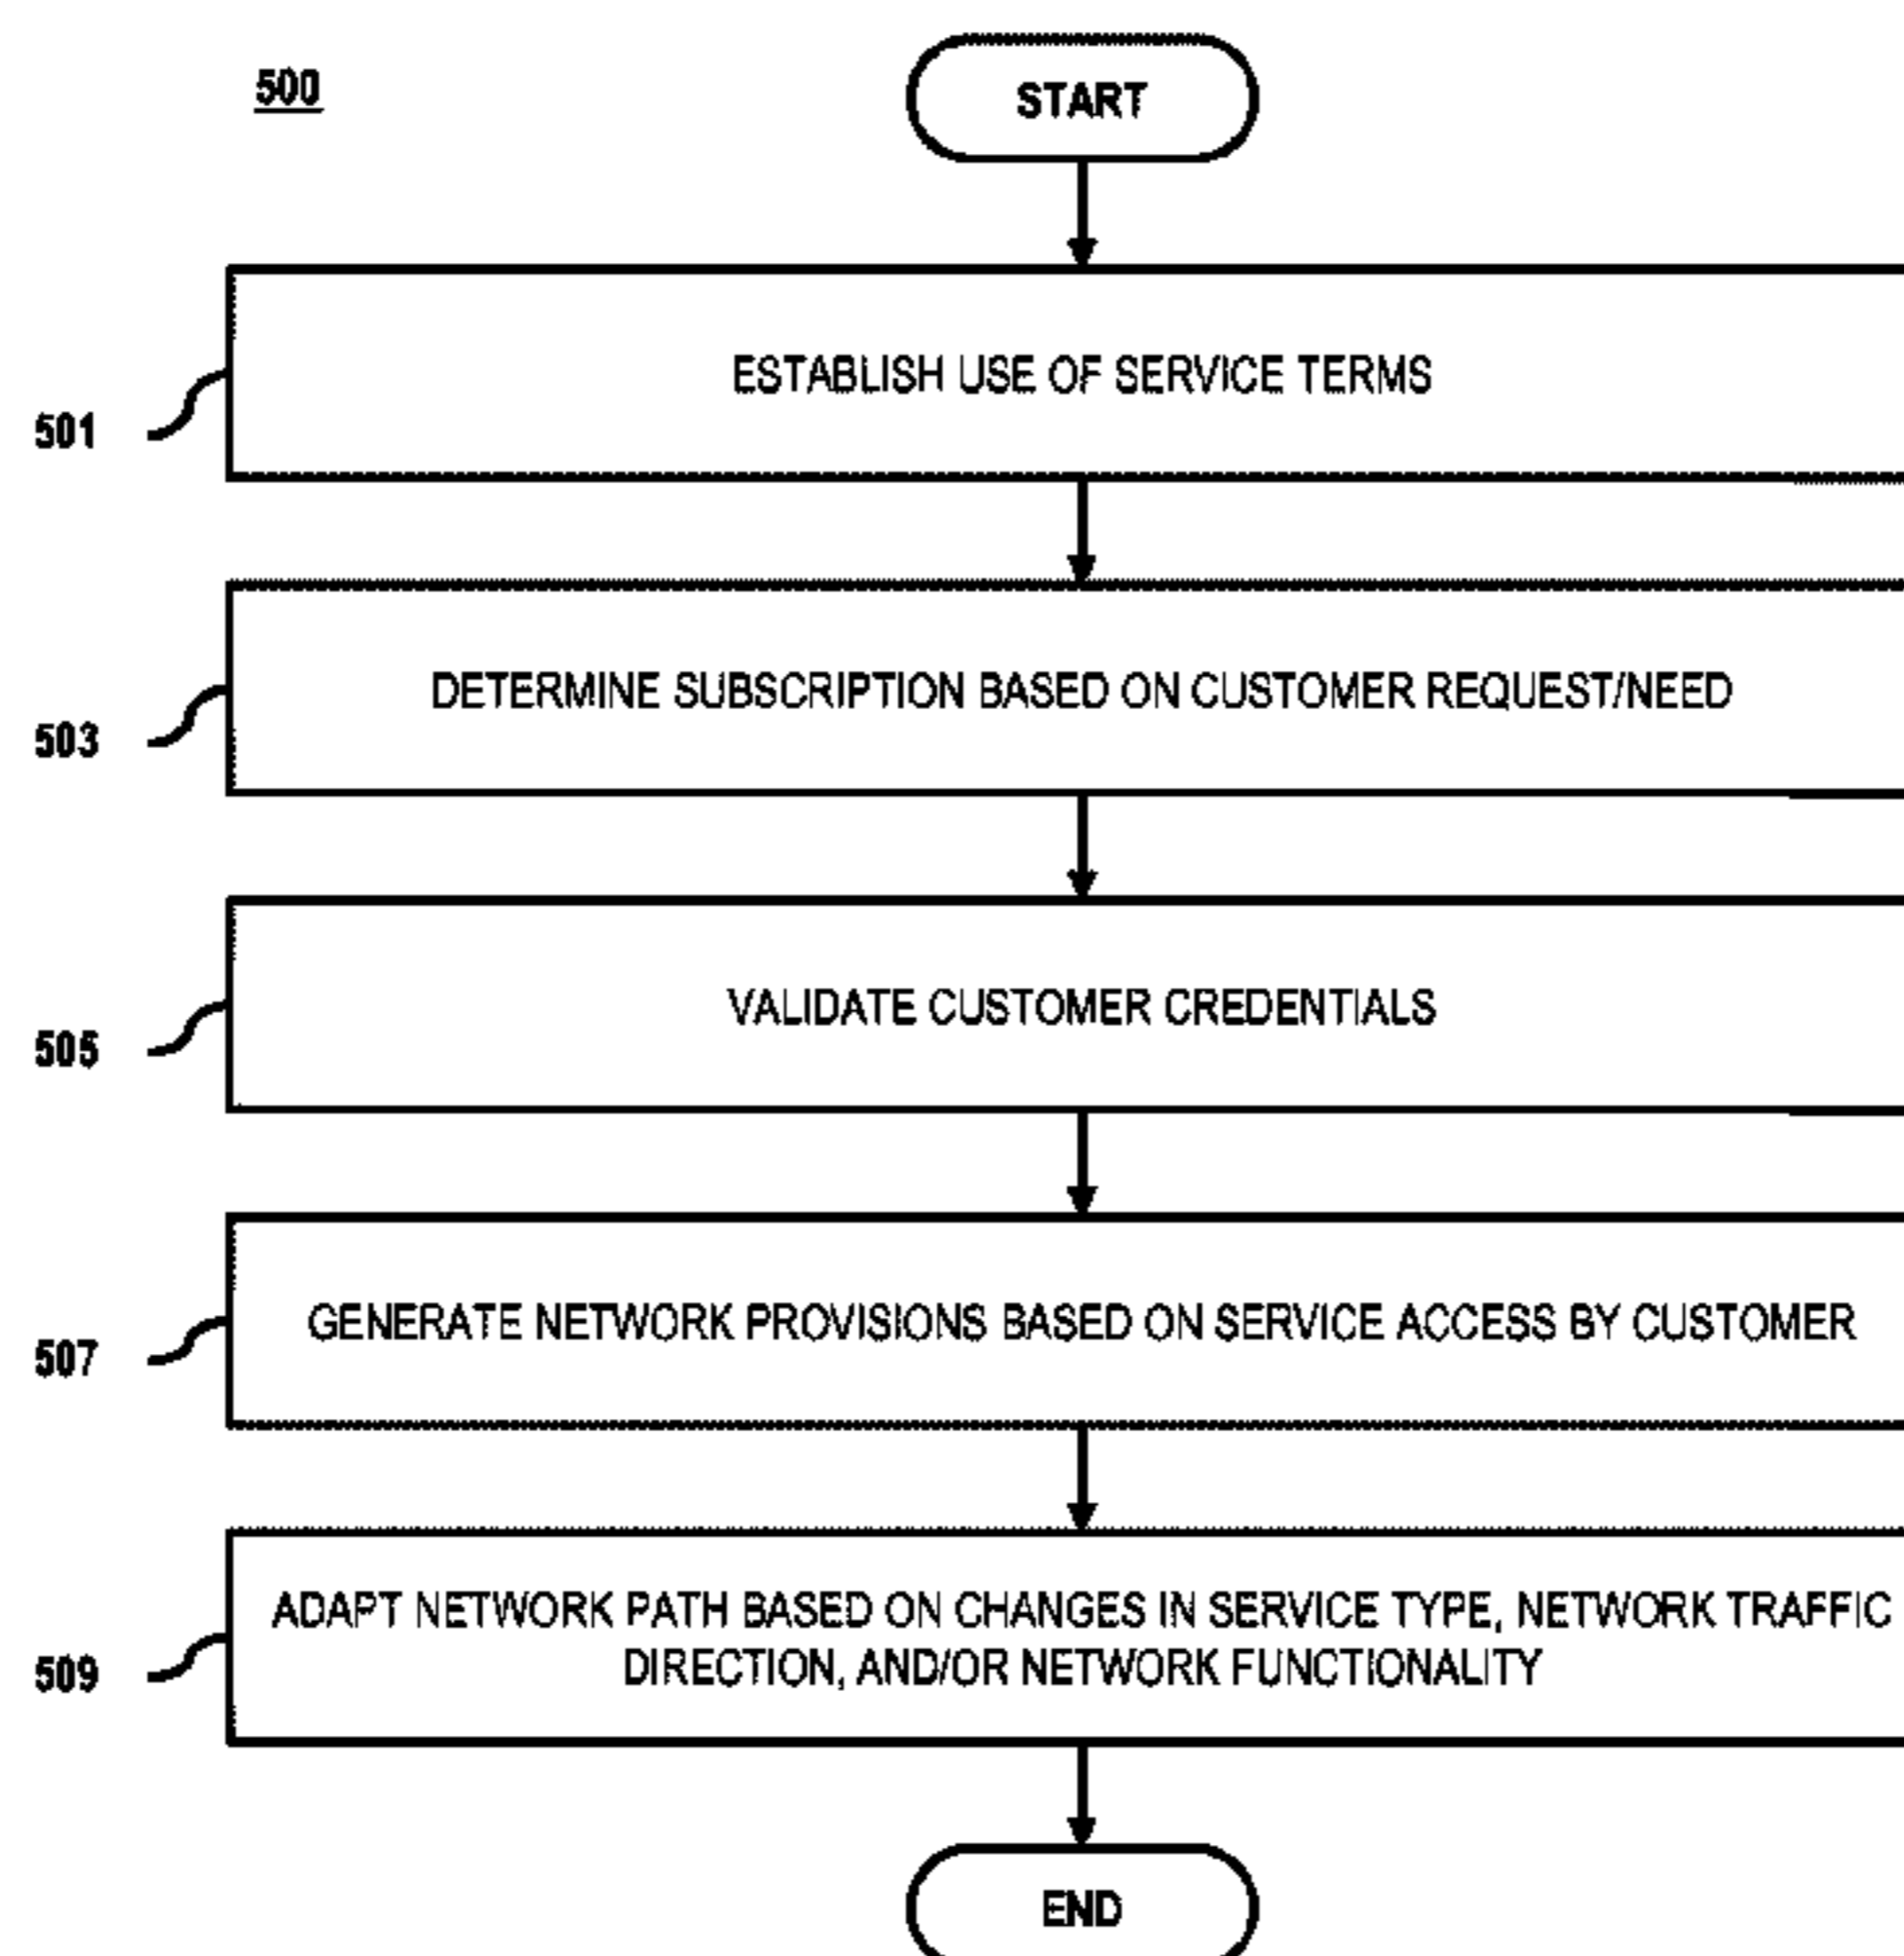 500
START
ESTABLISH USE OF SERVICE TERMS
501
DETERMINE SUBSCRIPTION BASED ON CUSTOMER REQUEST/NEED
503
VALIDATE CUSTOMER CREDENTIALS
505
GENERATE NETWORK PROVISIONS BASED ON SERVICE ACCESS BY CUSTOMER
507
ADAPT NETWORK PATH BASED ON CHANGES IN SERVICE TYPE, NETWORK TRAFFIC
DIRECTION, AND/OR NETWORK FUNCTIONALITY
509
END